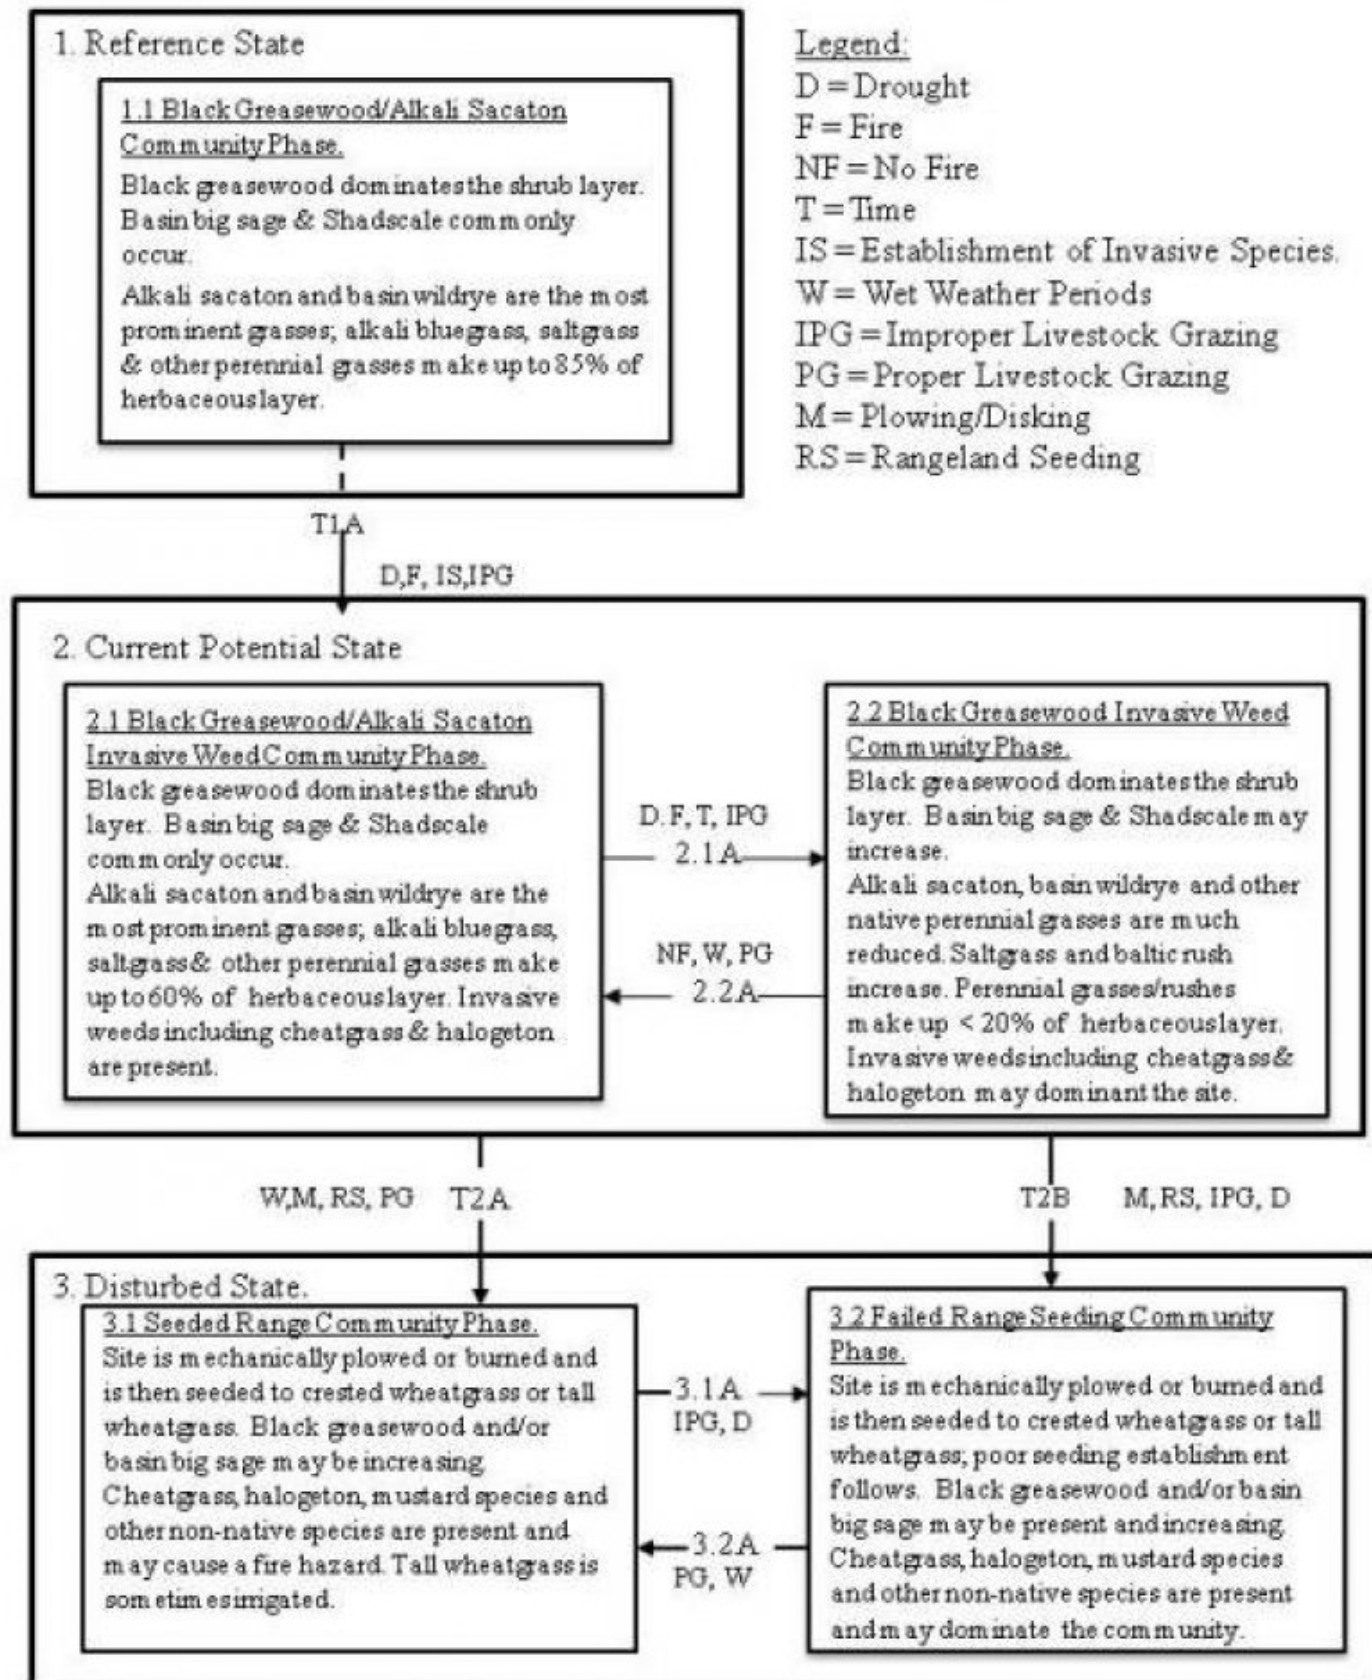 1. Reference State
1.1 Black Greasewood/Alkali Sacaton
Community Phase.
Black greasewood dominates the shrub layer.
Basin big sage & Shadscale commonly
occur.
Alkali sacaton and basin wildrye are the most
prominent grasses; alkali bluegrass, saltgrass
& other perennial grasses make up to 85% of
herbaceous layer.
Legend:
D = Drought
F = Fire
NF = No Fire
T = Time
IS = Establishment of Invasive Species.
W = Wet Weather Periods
IPG = Improper Livestock Grazing
PG = Proper Livestock Grazing
M = Plowing/Disking
RS = Rangeland Seeding
T1A
D,F, IS,IPG
2. Current Potential State
2.1 Black Greasewood/Alkali Sacaton
Invasive Weed Community Phase.
Black greasewood dominates the shrub
layer. Basin big sage & Shadscale
commonly occur.
Alkali sacaton and basin wildrye are the
most prominent grasses; alkali bluegrass,
saltgrass & other perennial grasses make
up to 60% of herbaceous layer. Invasive
weeds including cheatgrass & halogeton
are present.
D. F, T, IPG
2.1A
NF, W, PG
2.2A
2.2 Black Greasewood Invasive Weed
Community Phase.
Black greasewood dominates the shrub
layer. Basin big sage & Shadscale may
increase.
Alkali sacaton, basin wildrye and other
native perennial grasses are much
reduced. Saltgrass and baltic rush
increase. Perennial grasses/rushes
make up < 20% of herbaceous layer.
Invasive weeds including cheatgrass &
halogeton may dominant the site.
W,M, RS, PG T2A
T2B M, RS, IPG, D
3. Disturbed State.
3.1 Seeded Range Community Phase.
Site is mechanically plowed or burned and
is then seeded to crested wheatgrass or tall
wheatgrass. Black greasewood and/or
basin big sage may be increasing.
Cheatgrass, halogeton, mustard species and
other non-native species are present and
may cause a fire hazard. Tall wheatgrass is
sometimes irrigated.
3.1A
IPG, D
3.2A
PG, W
3.2 Failed Range Seeding Community
Phase.
Site is mechanically plowed or burned and
is then seeded to crested wheatgrass or tall
wheatgrass; poor seeding establishment
follows. Black greasewood and/or basin
big sage may be present and increasing.
Cheatgrass, halogeton, mustard species
and other non-native species are present
and may dominate the community.